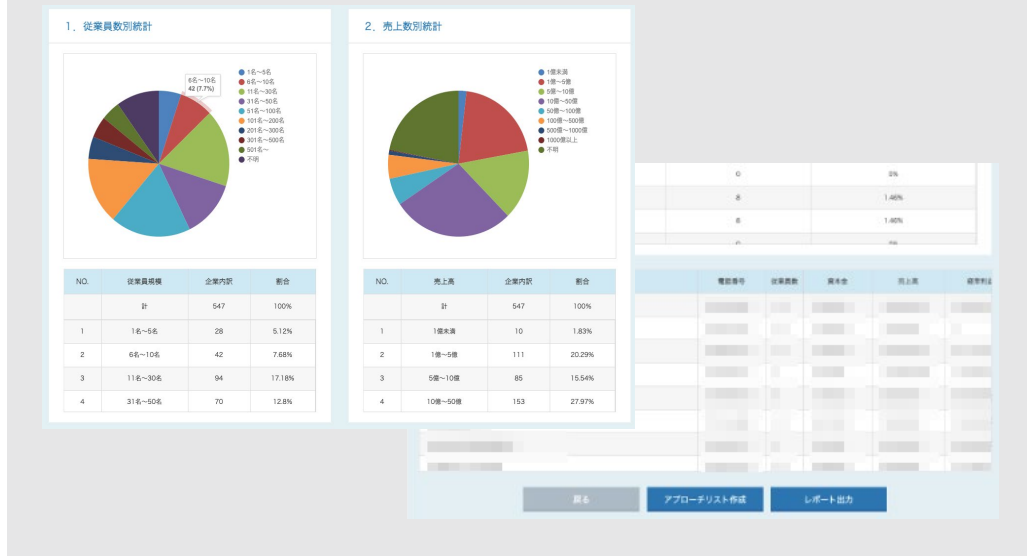 1. 従業員数別統計
6名～10名
42 (7.7%)
1名～5名
6名～10名
11名～30名
31名～50名
51名～100名
101名～200名
201名～300名
301名～500名
501名～
不明
NO. 従業員規模 企業内訳 割合
計 547 100%
1 1名～5名 28 5.12%
2 6名～10名 42 7.68%
3 11名～30名 94 17.18%
4 31名～50名 70 12.8%
2. 売上数別統計
1億未満
1億～5億
5億～10億
10億～50億
50億～100億
100億～500億
500億～1000億
1000億以上
不明
NO. 売上高 企業内訳 割合
計 547 100%
1 1億未満 10 1.83%
2 1億～5億 111 20.29%
3 5億～10億 85 15.54%
4 10億～50億 153 27.97%
8 1.46%
8 1.46%
電話番号 従業員数 資本金 売上高
戻る アプローチリスト作成 レポート出力